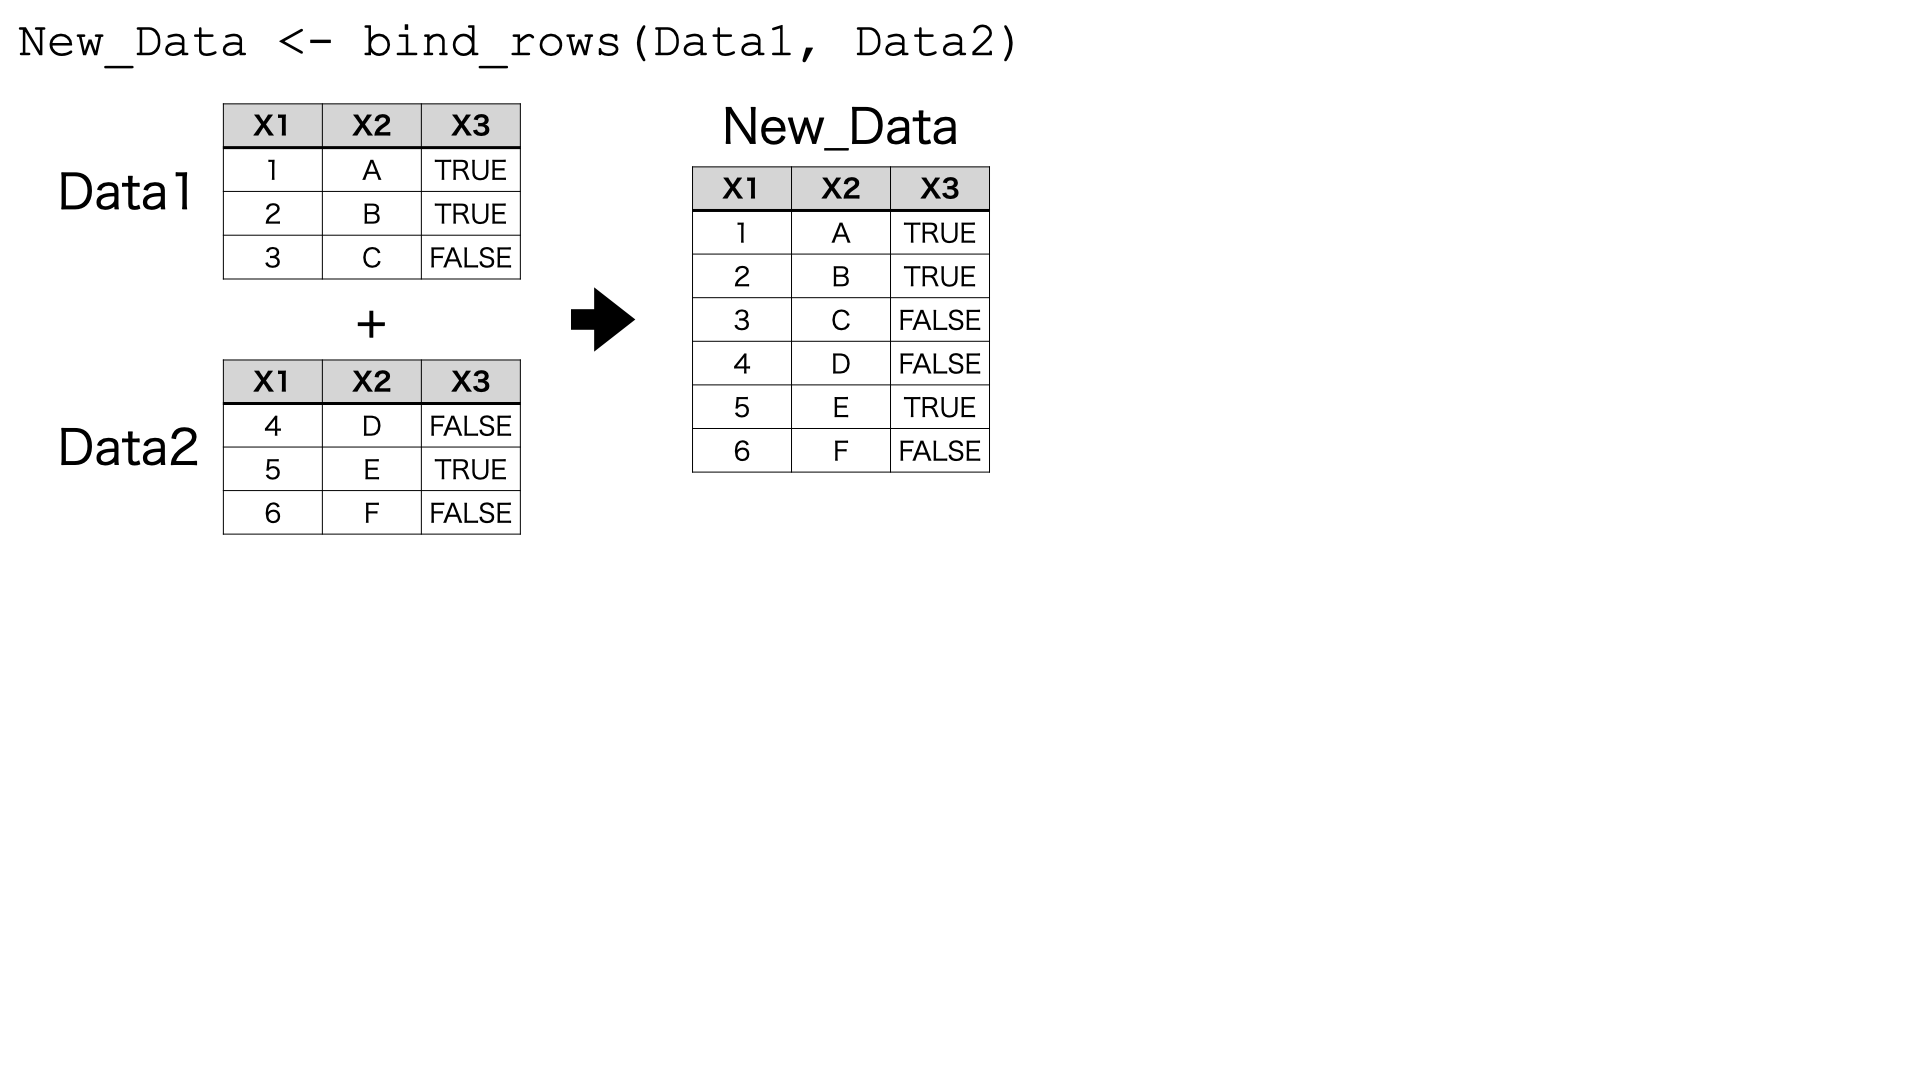 New_Data <- bind_rows(Data1, Data2)
Data1
X1 X2 X3
1 A TRUE
2 B TRUE
3 C FALSE
+
Data2
X1 X2 X3
4 D FALSE
5 E TRUE
6 F FALSE
New_Data
X1 X2 X3
1 A TRUE
2 B TRUE
3 C FALSE
4 D FALSE
5 E TRUE
6 F FALSE